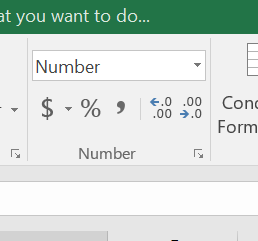 at you want to do...
Number
$ % , .0 .00
.00 .0
Cond
Form
Number